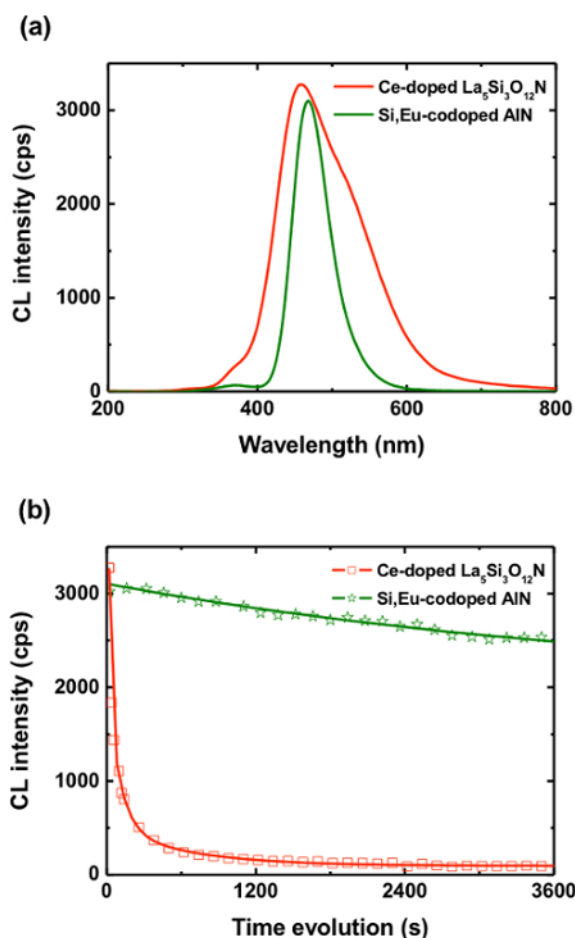 (a)
Ce-doped La₅Si₃O₁₂N
Si,Eu-codoped AlN
3000
2000
1000
0
CL intensity (cps)
200 400 600 800
Wavelength (nm)
(b)
Ce-doped La₅Si₃O₁₂N
Si,Eu-codoped AlN
3000
2000
1000
0
CL intensity (cps)
0 1200 2400 3600
Time evolution (s)